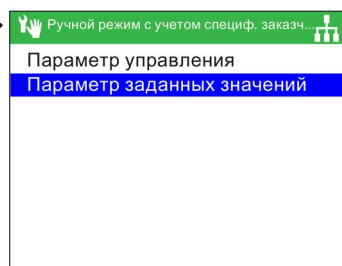 Ручной режим с учетом специф. заказч...
Параметр управления
Параметр заданных значений